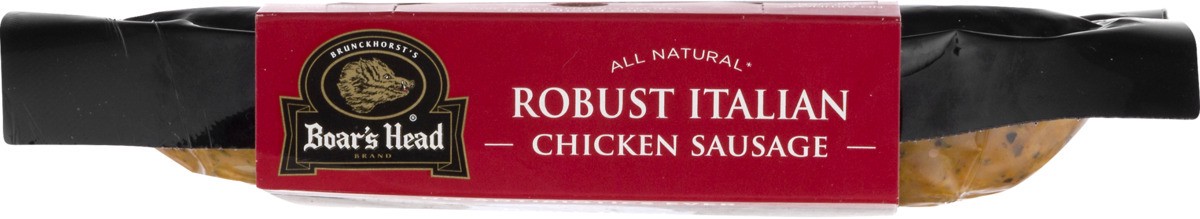 BRUNCKHORST'S
Boar's Head®
BRAND
ALL NATURAL*
ROBUST ITALIAN
— CHICKEN SAUSAGE —